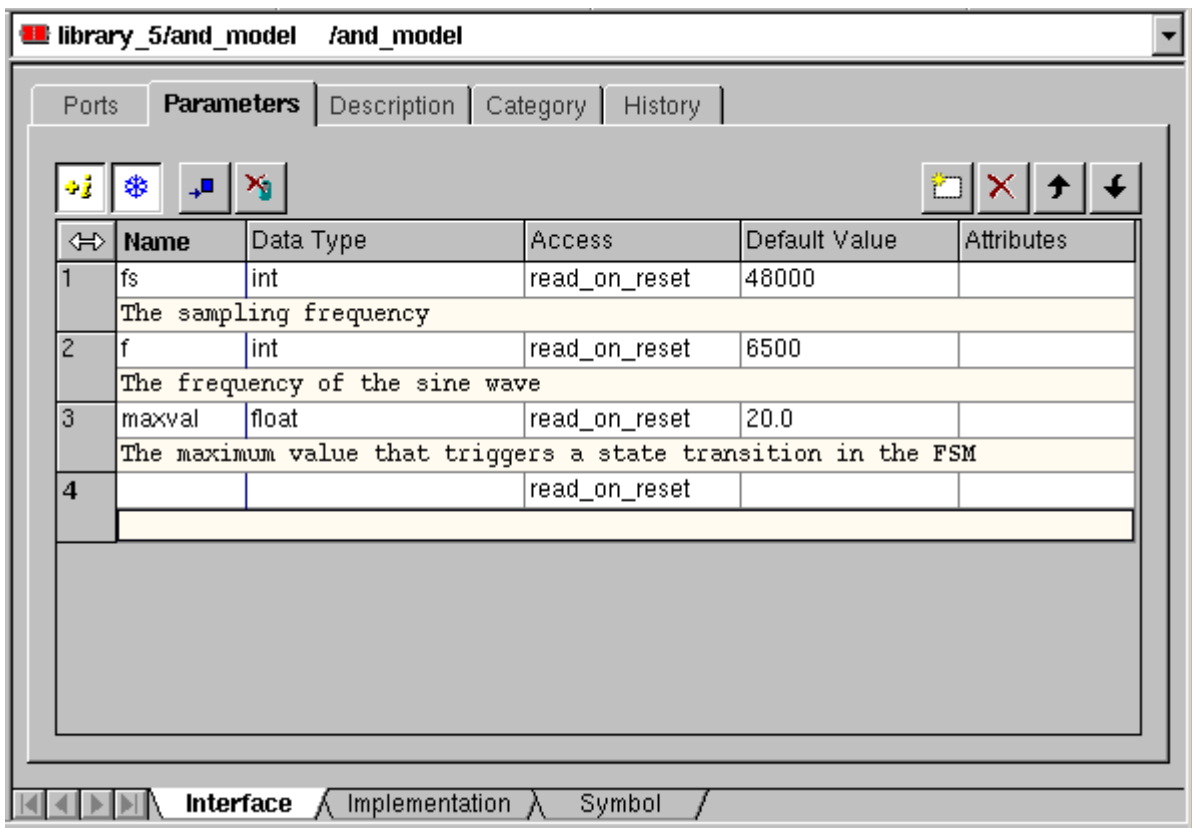 library_5/and_model /and_model
Ports Parameters Description Category History
Name Data Type Access Default Value Attributes
1 fs int read_on_reset 48000
The sampling frequency
2 f int read_on_reset 6500
The frequency of the sine wave
3 maxval float read_on_reset 20.0
The maximum value that triggers a state transition in the FSM
4 read_on_reset
Interface Implementation Symbol